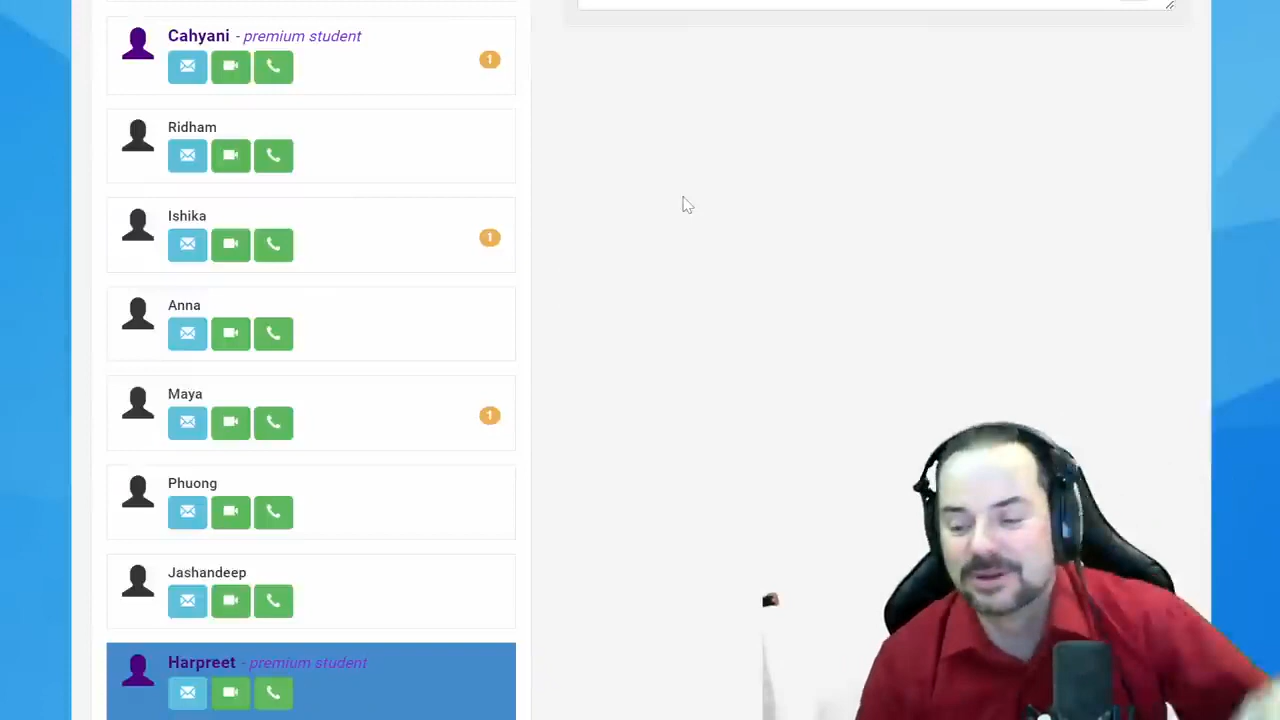 Cahyani - premium student
1
Ridham
Ishika
1
Anna
Maya
1
Phuong
Jashandeep
Harpreet - premium student